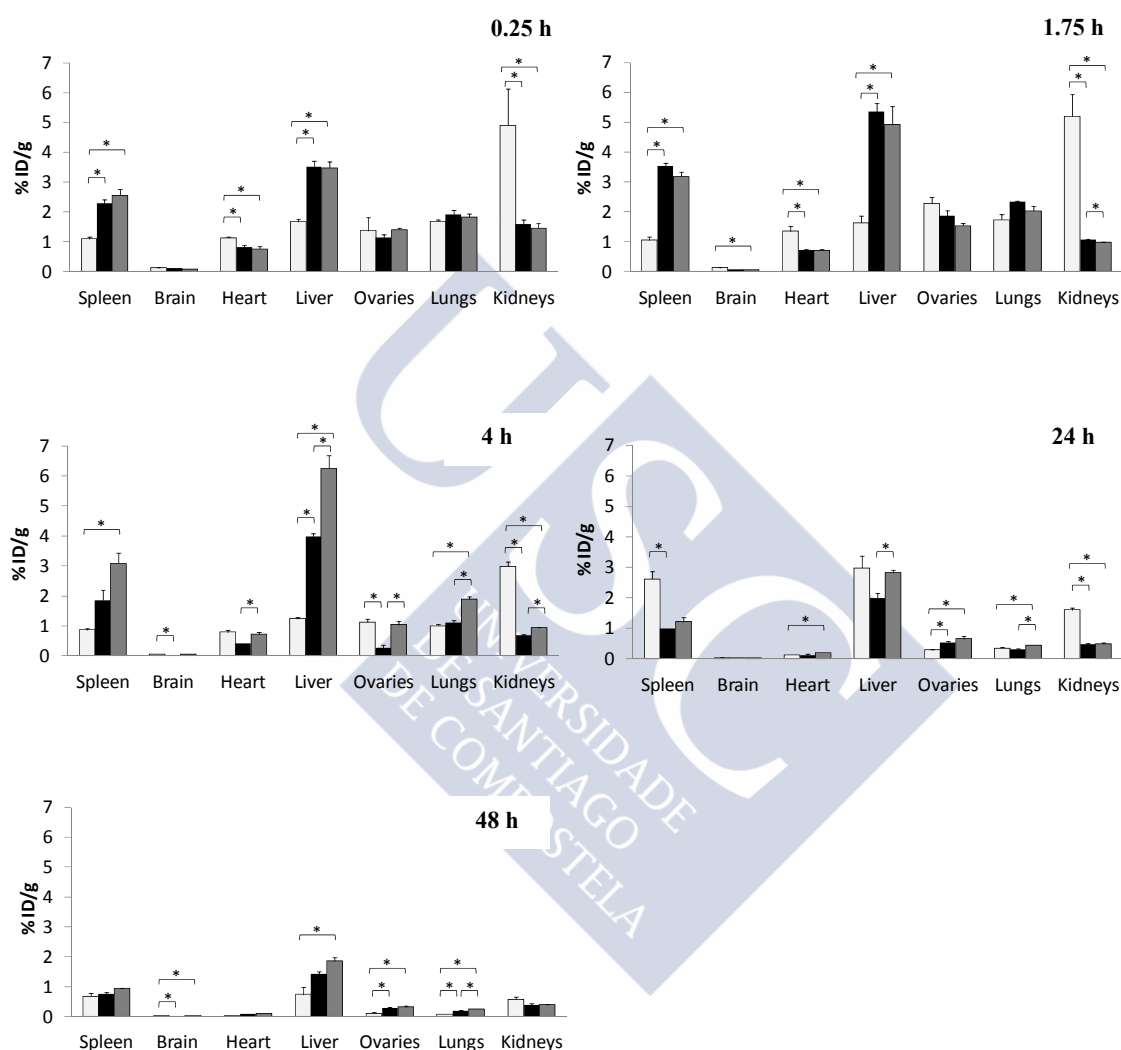 0.25 h
1.75 h
% ID/g
7
6
5
4
3
2
1
0
* * * * * * * *
Spleen Brain Heart Liver Ovaries Lungs Kidneys
% ID/g
7
6
5
4
3
2
1
0
* * * * * * * * * *
Spleen Brain Heart Liver Ovaries Lungs Kidneys
4 h
24 h
% ID/g
7
6
5
4
3
2
1
0
* * * * * * * * * * * * *
Spleen Brain Heart Liver Ovaries Lungs Kidneys
% ID/g
7
6
5
4
3
2
1
0
* * * * * * * * *
Spleen Brain Heart Liver Ovaries Lungs Kidneys
48 h
% ID/g
7
6
5
4
3
2
1
0
* * * * * * * *
Spleen Brain Heart Liver Ovaries Lungs Kidneys
USC
UNIVERSIDADE
DE SANTIAGO
DE COMPOSTELA